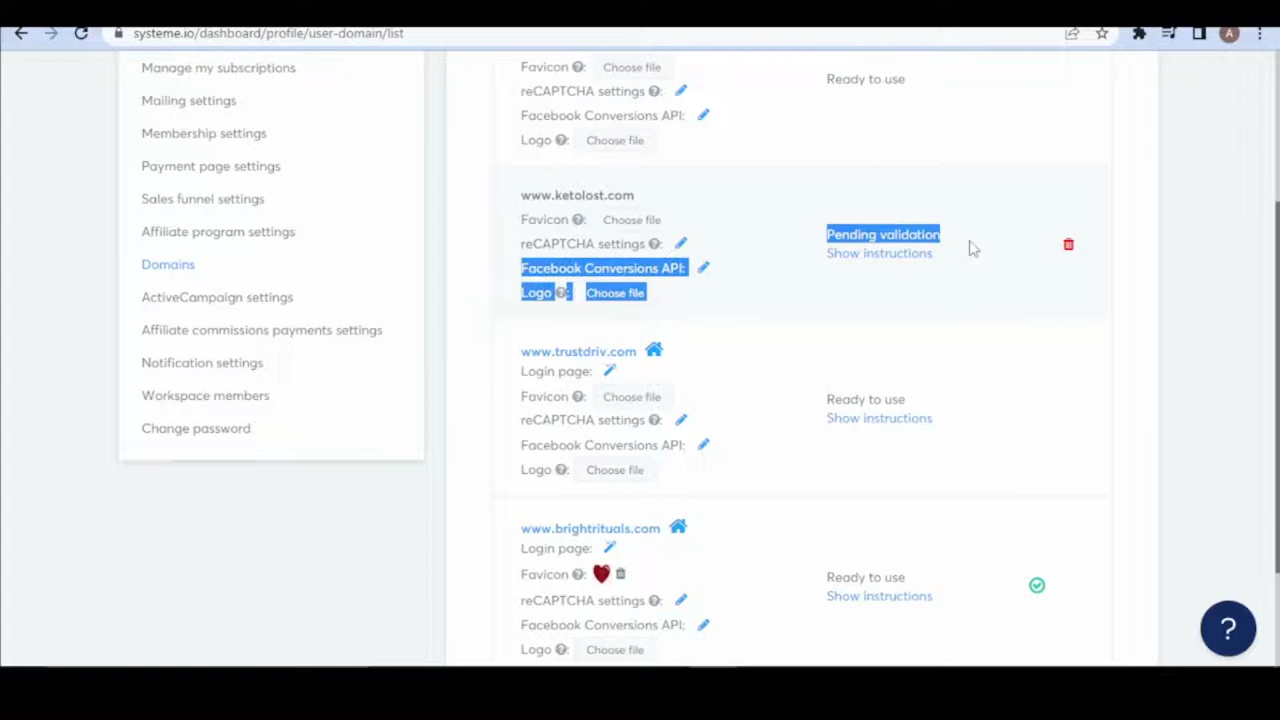 systeme.io/dashboard/profile/user-domain/list
A
Manage my subscriptions
Mailing settings
Membership settings
Payment page settings
Sales funnel settings
Affiliate program settings
Domains
ActiveCampaign settings
Affiliate commissions payments settings
Notification settings
Workspace members
Change password
Favicon ?: Choose file
reCAPTCHA settings ?:
Facebook Conversions API:
Logo ?: Choose file
Ready to use
www.ketolost.com
Favicon ?: Choose file
reCAPTCHA settings ?:
Facebook Conversions API:
Logo ?: Choose file
Pending validation
Show instructions
www.trustdriv.com
Login page:
Favicon ?: Choose file
reCAPTCHA settings ?:
Facebook Conversions API:
Logo ?: Choose file
Ready to use
Show instructions
www.brightrituals.com
Login page:
Favicon ?:
reCAPTCHA settings ?:
Facebook Conversions API:
Logo ?: Choose file
Ready to use
Show instructions
?